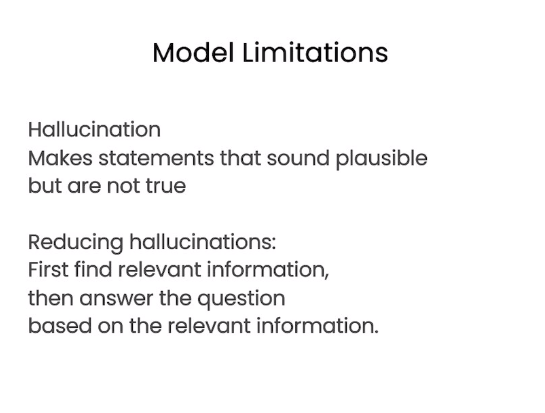 Model Limitations
Hallucination
Makes statements that sound plausible
but are not true
Reducing hallucinations:
First find relevant information,
then answer the question
based on the relevant information.